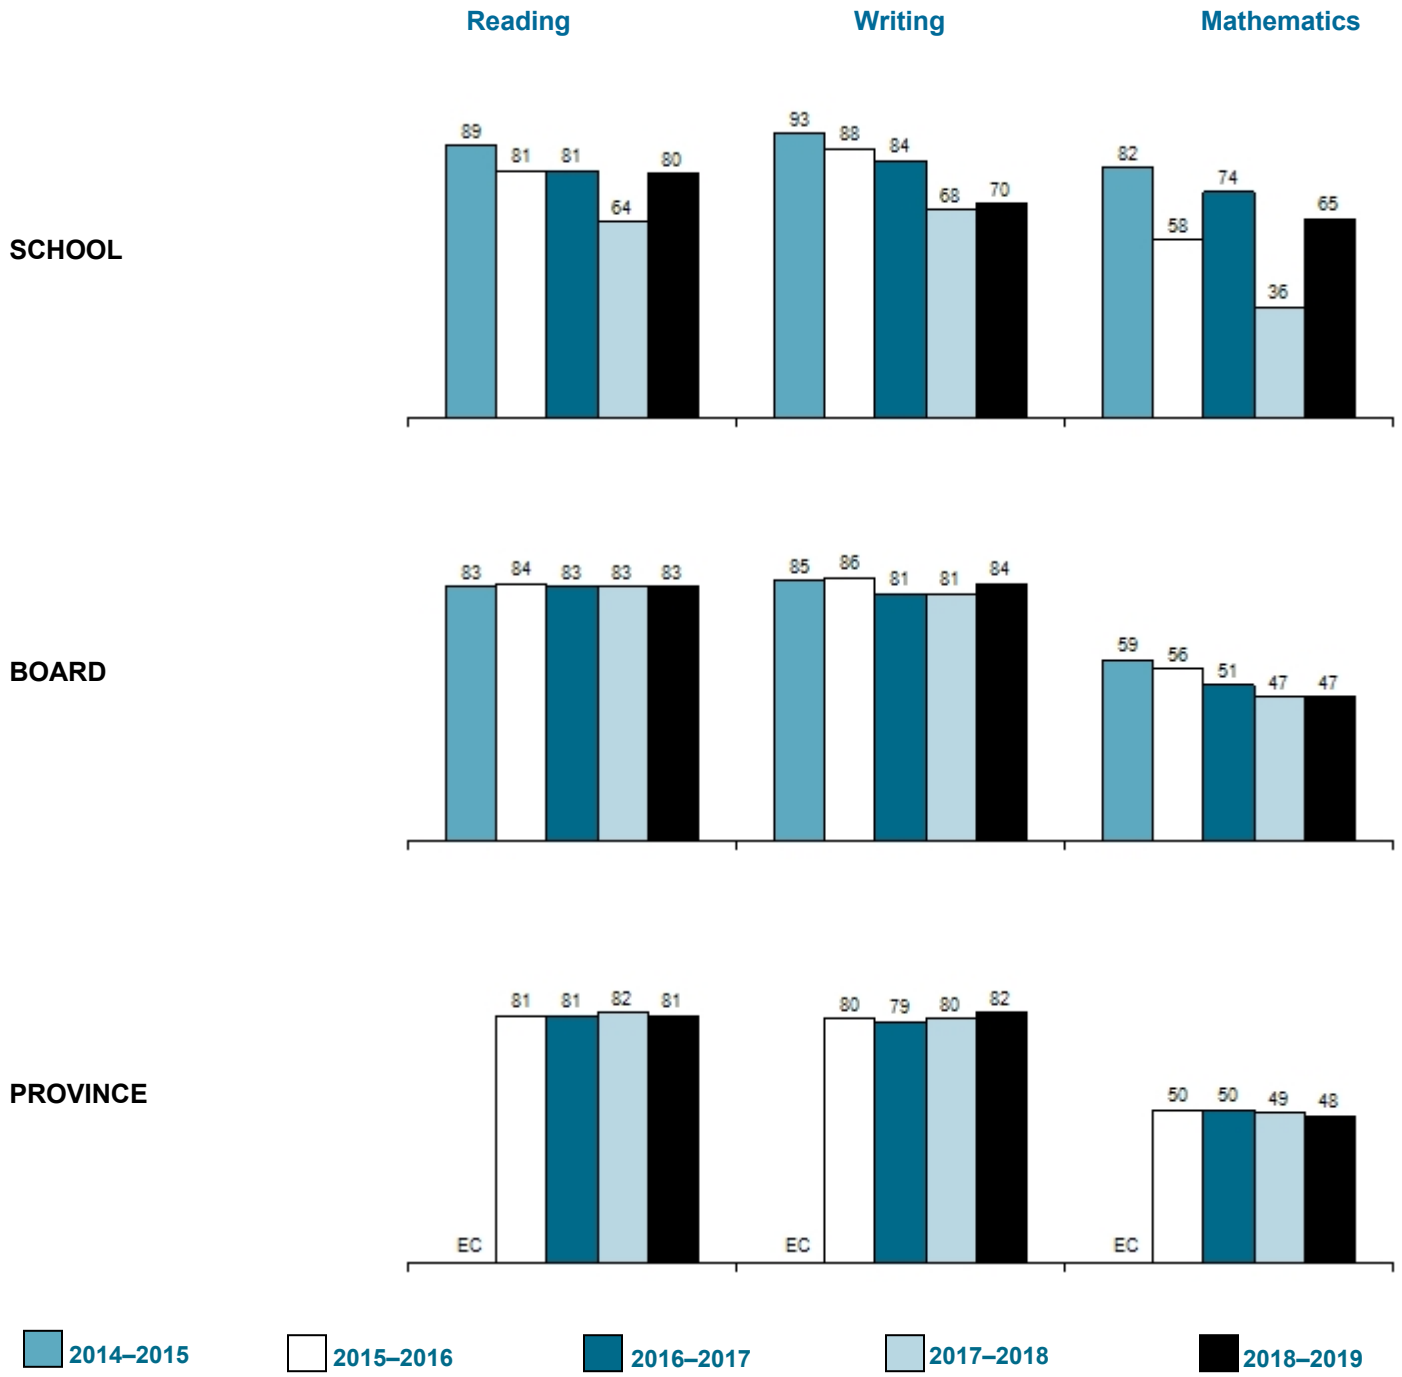 Reading Writing Mathematics
SCHOOL
89 81 81 64 80
93 88 84 68 70
82 58 74 36 65
BOARD
83 84 83 83 83
85 86 81 81 84
59 56 51 47 47
PROVINCE
EC 81 81 82 81
EC 80 79 80 82
EC 50 50 49 48
2014–2015 2015–2016 2016–2017 2017–2018 2018–2019